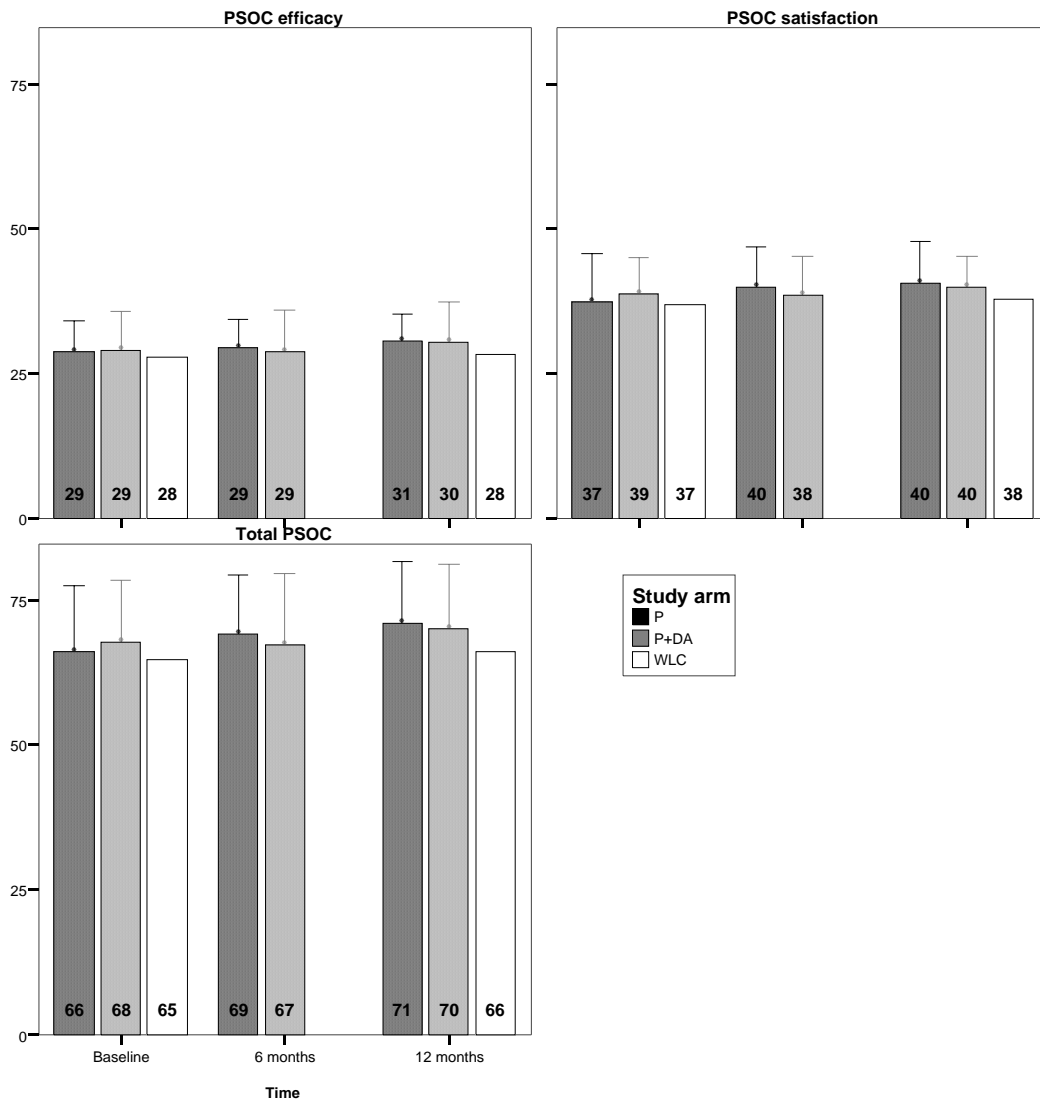 PSOC efficacy
PSOC satisfaction
75
50
25
0
29 29 28 29 29 31 30 28
37 39 37 40 38 40 40 38
Total PSOC
75
50
25
0
66 68 65 69 67 71 70 66
Baseline 6 months 12 months
Time
Study arm
P
P+DA
WLC